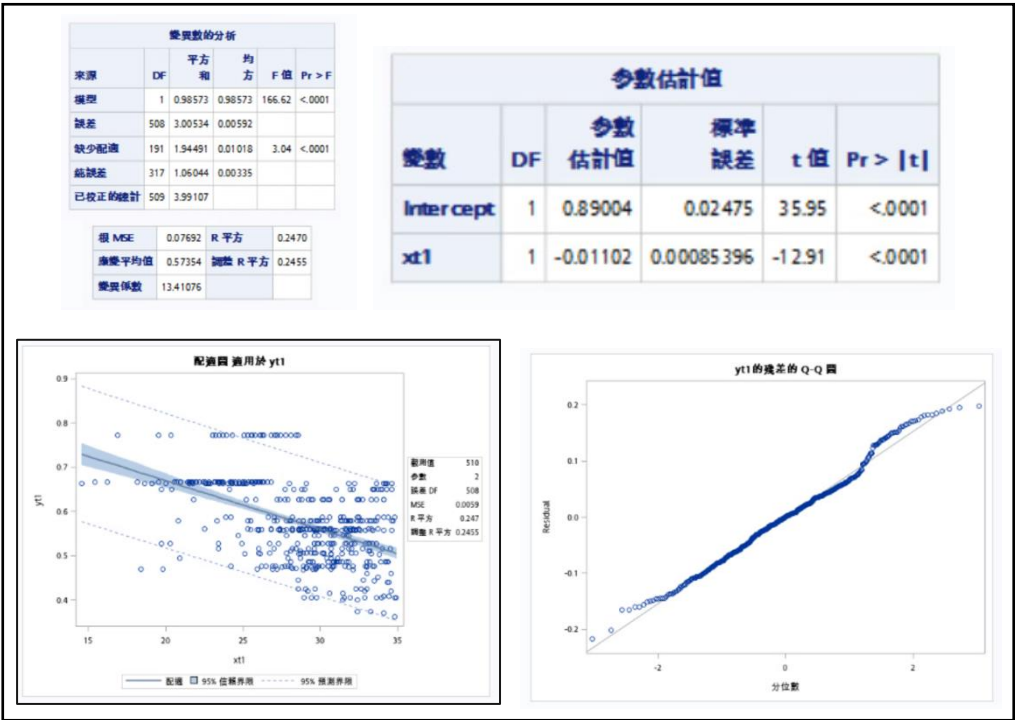 變異數的分析
來源 DF 平方和 均方 F 值 Pr > F
模型 1 0.98573 0.98573 166.62 <.0001
誤差 508 3.00534 0.00592
缺少配適 191 1.94491 0.01018 3.04 <.0001
純誤差 317 1.06044 0.00335
已校正的總計 509 3.99107
根 MSE 0.07692 R 平方 0.2470
應變平均值 0.57354 調整 R 平方 0.2455
變異係數 13.41076
參數估計值
變數 DF 參數估計值 標準誤差 t 值 Pr > |t|
Intercept 1 0.89004 0.02475 35.95 <.0001
xt1 1 -0.01102 0.00085396 -12.91 <.0001
配適圖 適用於 yt1
0.9
0.8
0.7
0.6
0.5
0.4
yt1
15 20 25 30 35
xt1
觀測值 510
參數 2
誤差 DF 508
MSE 0.0059
R 平方 0.247
調整 R 平方 0.2455
配適 95% 信賴界限 95% 預測界限
yt1的殘差的 Q-Q 圖
0.2
0.1
0.0
-0.1
-0.2
Residual
-2 0 2
分位數